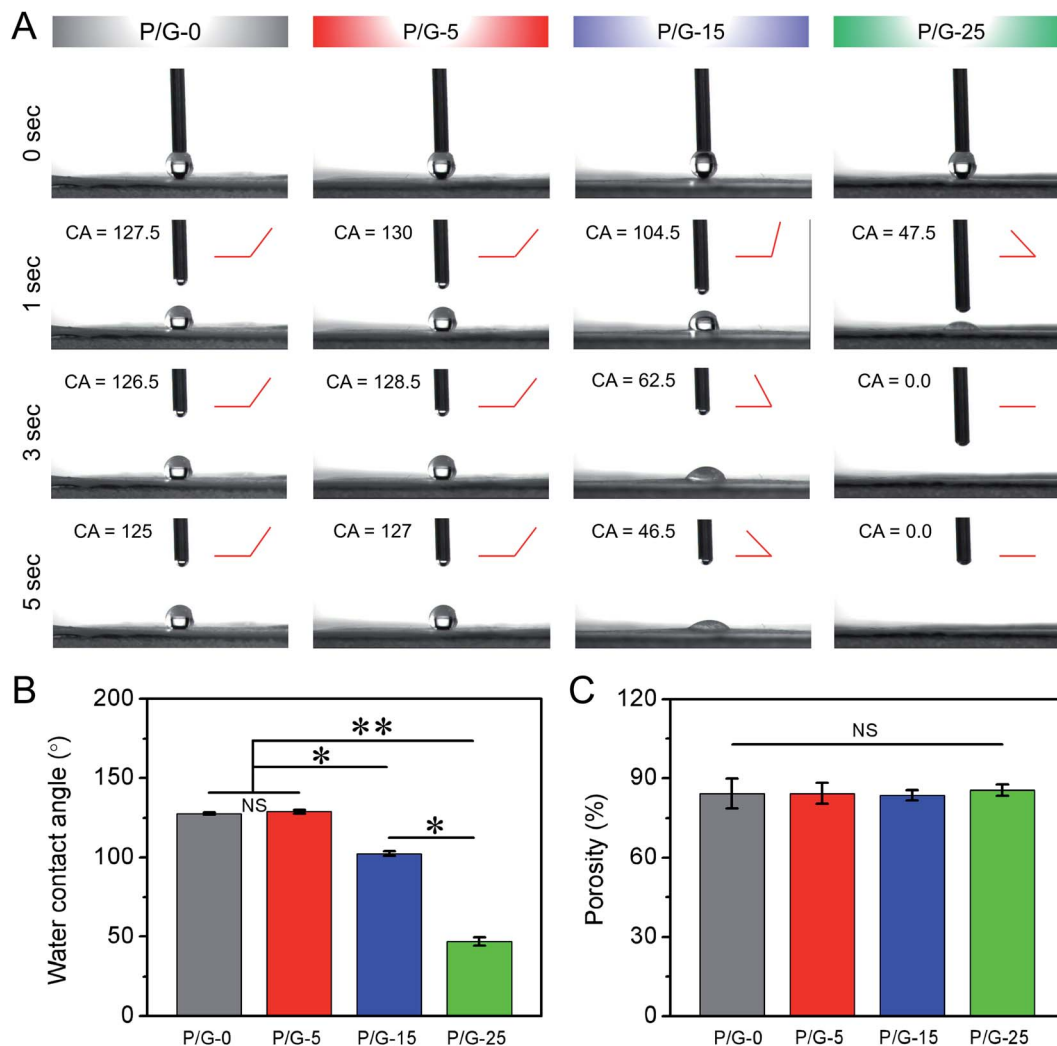 A
P/G-0 P/G-5 P/G-15 P/G-25
0 sec
1 sec
CA = 127.5 CA = 130 CA = 104.5 CA = 47.5
3 sec
CA = 126.5 CA = 128.5 CA = 62.5 CA = 0.0
5 sec
CA = 125 CA = 127 CA = 46.5 CA = 0.0
B
Water contact angle (°)
200
150
100
50
0
NS
*
**
*
P/G-0 P/G-5 P/G-15 P/G-25
C
Porosity (%)
120
90
60
30
0
NS
P/G-0 P/G-5 P/G-15 P/G-25